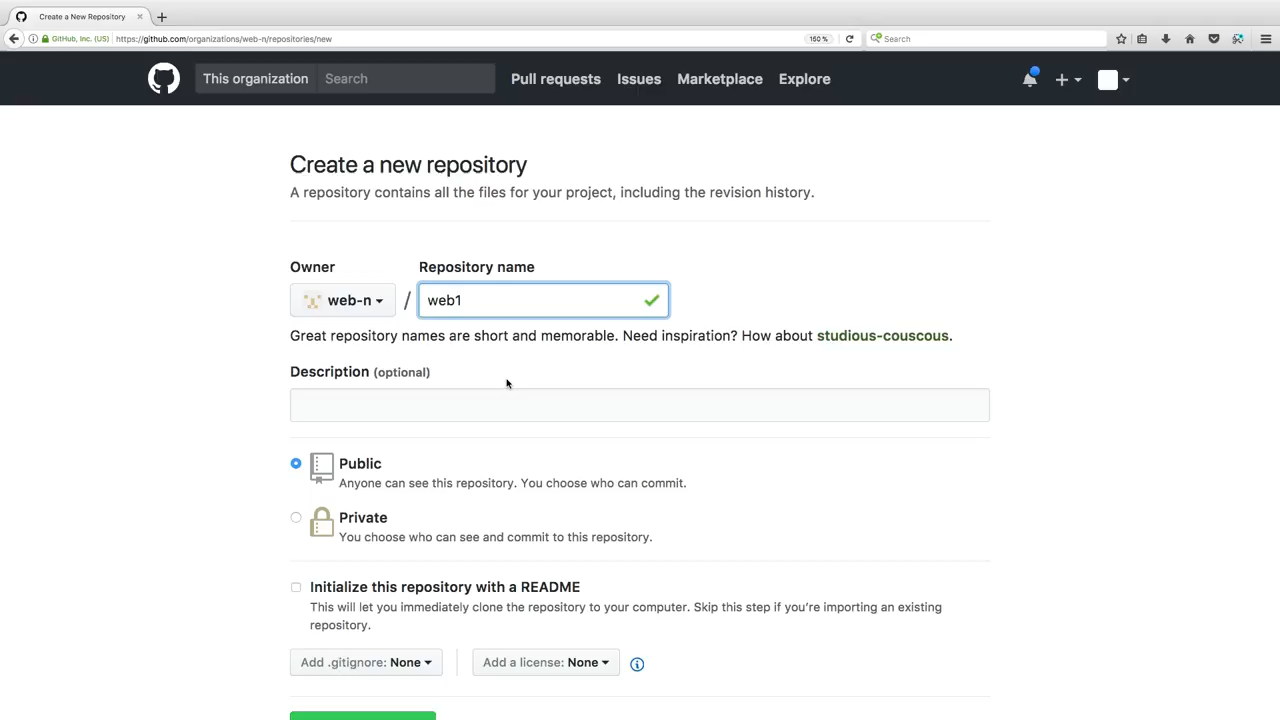 Create a New Repository
GitHub, Inc. (US) https://github.com/organizations/web-n/repositories/new 150% Search
This organization Search Pull requests Issues Marketplace Explore
Create a new repository
A repository contains all the files for your project, including the revision history.
Owner Repository name
web-n / web1
Great repository names are short and memorable. Need inspiration? How about studious-couscous.
Description (optional)
Public
Anyone can see this repository. You choose who can commit.
Private
You choose who can see and commit to this repository.
Initialize this repository with a README
This will let you immediately clone the repository to your computer. Skip this step if you’re importing an existing
repository.
Add .gitignore: None Add a license: None